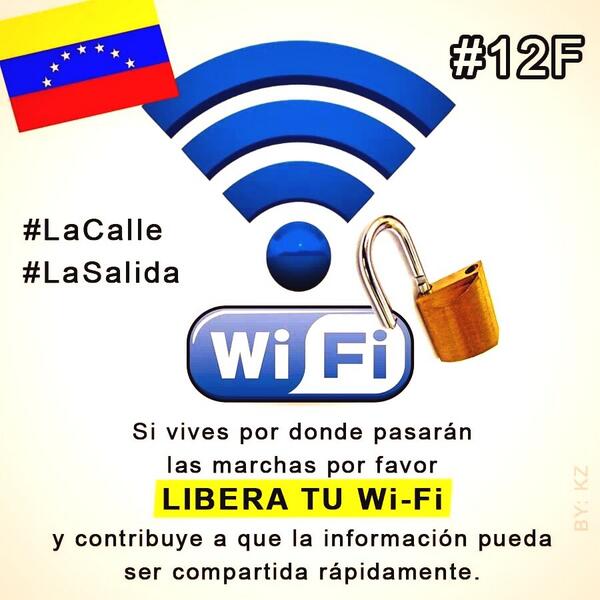 #12F
#LaCalle
#LaSalida
Wi Fi
Si vives por donde pasarán
las marchas por favor
LIBERA TU Wi-Fi
y contribuye a que la información pueda
ser compartida rápidamente.
BY: KZ